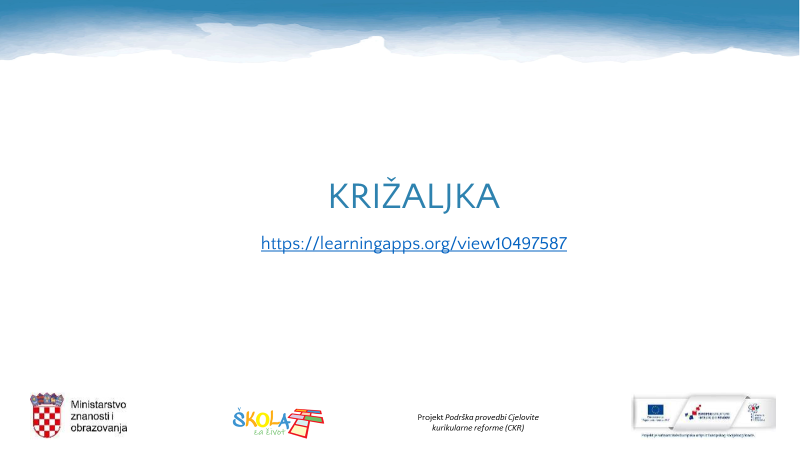 KRIŽALJKA
https://learningapps.org/view10497587
Ministarstvo
znanosti i
obrazovanja
ŠKOLA
za život
Projekt Podrška provedbi Cjelovite
kurikularne reforme (CKR)